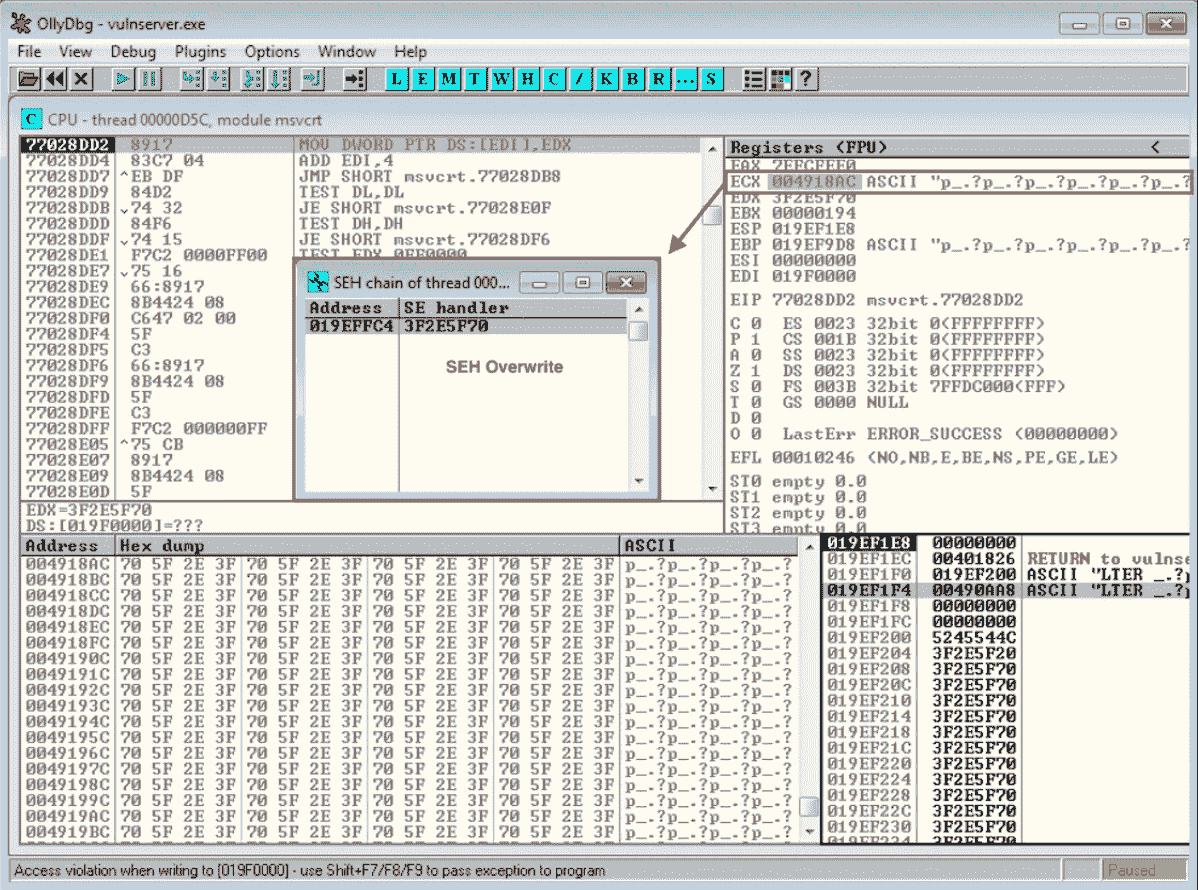 OllyDbg - vulnserver.exe
File View Debug Plugins Options Window Help
L E M T W H C / K B R ... S ?
C CPU - thread 00000D5C, module msvcrt
77028DD2 8917 MOV DWORD PTR DS:[EDI],EDX
77028DD4 83C7 04 ADD EDI,4
77028DD7 ^EB DF JMP SHORT msvcrt.77028DB8
77028DD9 84D2 TEST DL,DL
77028DDB ⌄74 32 JE SHORT msvcrt.77028E0F
77028DDD 84F6 TEST DH,DH
77028DDF ⌄74 15 JE SHORT msvcrt.77028DF6
77028DE1 F7C2 0000FF00 TEST EDX,0FF0000
77028DE7 ⌄75 16
77028DE9 66:8917
77028DEC 8B4424 08
77028DF0 C647 02 00
77028DF4 5F
77028DF5 C3
77028DF6 66:8917
77028DF9 8B4424 08
77028DFD 5F
77028DFE C3
77028DFF F7C2 000000FF
77028E05 ^75 CB
77028E07 8917
77028E09 8B4424 08
77028E0D 5F
EDX=3F2E5F70
DS:[019F0000]=???
SEH chain of thread 000...
Address SE handler
019EFFC4 3F2E5F70
SEH Overwrite
Registers (FPU) <
EAX 7EFCFEF0
ECX 004918AC ASCII "p_.?p_.?p_.?p_.?p_.?p_.?
EDX 3F2E5F70
EBX 00000194
ESP 019EF1E8
EBP 019EF9D8 ASCII "p_.?p_.?p_.?p_.?p_.?p_.?
ESI 00000000
EDI 019F0000
EIP 77028DD2 msvcrt.77028DD2
C 0 ES 0023 32bit 0(FFFFFFFF)
P 1 CS 001B 32bit 0(FFFFFFFF)
A 0 SS 0023 32bit 0(FFFFFFFF)
Z 1 DS 0023 32bit 0(FFFFFFFF)
S 0 FS 003B 32bit 7FFDC000(FFF)
T 0 GS 0000 NULL
D 0
O 0 LastErr ERROR_SUCCESS (00000000)
EFL 00010246 (NO,NB,E,BE,NS,PE,GE,LE)
ST0 empty 0.0
ST1 empty 0.0
ST2 empty 0.0
ST3 empty 0.0
Address Hex dump ASCII
004918AC 70 5F 2E 3F 70 5F 2E 3F 70 5F 2E 3F 70 5F 2E 3F p_.?p_.?p_.?p_.?
004918BC 70 5F 2E 3F 70 5F 2E 3F 70 5F 2E 3F 70 5F 2E 3F p_.?p_.?p_.?p_.?
004918CC 70 5F 2E 3F 70 5F 2E 3F 70 5F 2E 3F 70 5F 2E 3F p_.?p_.?p_.?p_.?
004918DC 70 5F 2E 3F 70 5F 2E 3F 70 5F 2E 3F 70 5F 2E 3F p_.?p_.?p_.?p_.?
004918EC 70 5F 2E 3F 70 5F 2E 3F 70 5F 2E 3F 70 5F 2E 3F p_.?p_.?p_.?p_.?
004918FC 70 5F 2E 3F 70 5F 2E 3F 70 5F 2E 3F 70 5F 2E 3F p_.?p_.?p_.?p_.?
0049190C 70 5F 2E 3F 70 5F 2E 3F 70 5F 2E 3F 70 5F 2E 3F p_.?p_.?p_.?p_.?
0049191C 70 5F 2E 3F 70 5F 2E 3F 70 5F 2E 3F 70 5F 2E 3F p_.?p_.?p_.?p_.?
0049192C 70 5F 2E 3F 70 5F 2E 3F 70 5F 2E 3F 70 5F 2E 3F p_.?p_.?p_.?p_.?
0049193C 70 5F 2E 3F 70 5F 2E 3F 70 5F 2E 3F 70 5F 2E 3F p_.?p_.?p_.?p_.?
0049194C 70 5F 2E 3F 70 5F 2E 3F 70 5F 2E 3F 70 5F 2E 3F p_.?p_.?p_.?p_.?
0049195C 70 5F 2E 3F 70 5F 2E 3F 70 5F 2E 3F 70 5F 2E 3F p_.?p_.?p_.?p_.?
0049196C 70 5F 2E 3F 70 5F 2E 3F 70 5F 2E 3F 70 5F 2E 3F p_.?p_.?p_.?p_.?
0049197C 70 5F 2E 3F 70 5F 2E 3F 70 5F 2E 3F 70 5F 2E 3F p_.?p_.?p_.?p_.?
0049198C 70 5F 2E 3F 70 5F 2E 3F 70 5F 2E 3F 70 5F 2E 3F p_.?p_.?p_.?p_.?
0049199C 70 5F 2E 3F 70 5F 2E 3F 70 5F 2E 3F 70 5F 2E 3F p_.?p_.?p_.?p_.?
004919AC 70 5F 2E 3F 70 5F 2E 3F 70 5F 2E 3F 70 5F 2E 3F p_.?p_.?p_.?p_.?
004919BC 70 5F 2E 3F 70 5F 2E 3F 70 5F 2E 3F 70 5F 2E 3F p_.?p_.?p_.?p_.?
019EF1E8 00000000
019EF1EC 00401826 RETURN to vulnse
019EF1F0 019EF200 ASCII "LTER _.?p
019EF1F4 00490AA8 ASCII "LTER _.?p
019EF1F8 00000000
019EF1FC 00000000
019EF200 5245544C
019EF204 3F2E5F20
019EF208 3F2E5F70
019EF20C 3F2E5F70
019EF210 3F2E5F70
019EF214 3F2E5F70
019EF218 3F2E5F70
019EF21C 3F2E5F70
019EF220 3F2E5F70
019EF224 3F2E5F70
019EF228 3F2E5F70
019EF22C 3F2E5F70
019EF230 3F2E5F70
019EF234 3F2E5F70
Access violation when writing to [019F0000] - use Shift+F7/F8/F9 to pass exception to program
Paused